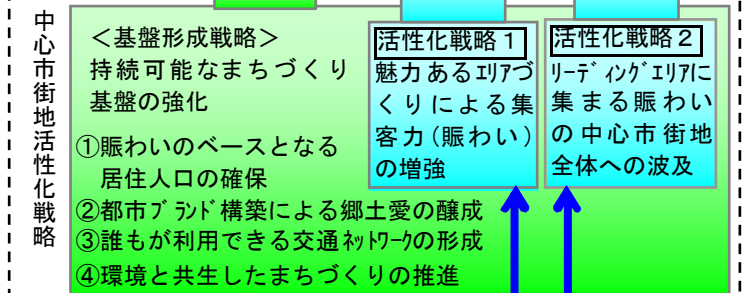 中心市街地活性化戦略
＜基盤形成戦略＞
持続可能なまちづくり
基盤の強化
①賑わいのベースとなる
居住人口の確保
②都市ﾌﾞﾗﾝﾄﾞ構築による郷土愛の醸成
③誰もが利用できる交通ﾈｯﾄﾜｰｸの形成
④環境と共生したまちづくりの推進
活性化戦略１
魅力あるｴﾘｱづ
くりによる集
客力(賑わい)
の増強
活性化戦略２
ﾘｰﾃﾞｨﾝｸﾞｴﾘｱに
集まる賑わい
の中心市街地
全体への波及